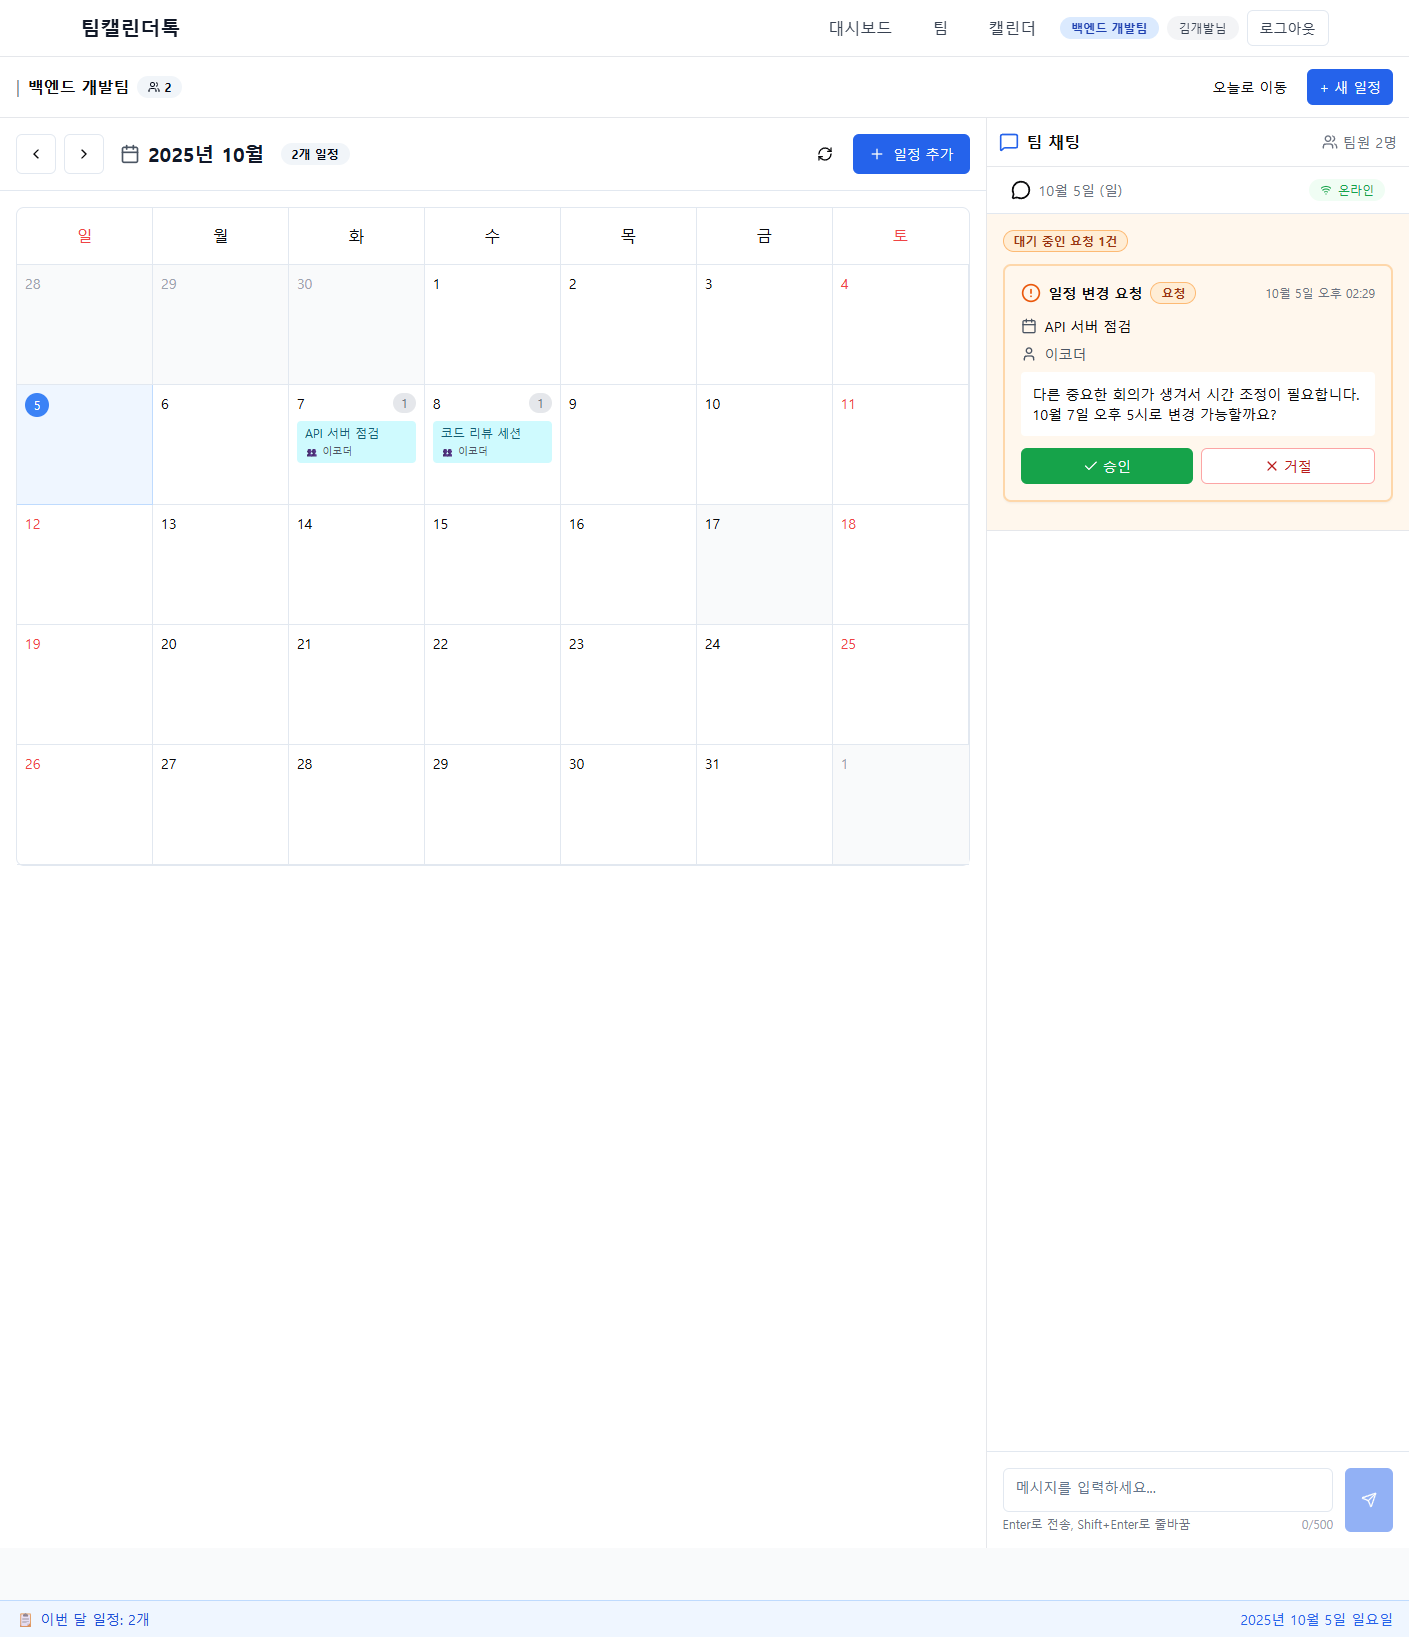 팀캘린더톡
대시보드 팀 캘린더 백엔드 개발팀 김개발님 로그아웃
백엔드 개발팀 2 오늘로 이동 + 새 일정
2025년 10월 2개 일정 일정 추가
일 월 화 수 목 금 토
28 29 30 1 2 3 4
5 6 7 1 8 1 9 10 11
API 서버 점검 코드 리뷰 세션
이코더 이코더
12 13 14 15 16 17 18
19 20 21 22 23 24 25
26 27 28 29 30 31 1
팀 채팅 팀원 2명
10월 5일 (일) 온라인
대기 중인 요청 1건
일정 변경 요청 요청 10월 5일 오후 02:29
API 서버 점검
이코더
다른 중요한 회의가 생겨서 시간 조정이 필요합니다.
10월 7일 오후 5시로 변경 가능할까요?
승인 거절
메시지를 입력하세요...
Enter로 전송, Shift+Enter로 줄바꿈 0/500
이번 달 일정: 2개 2025년 10월 5일 일요일